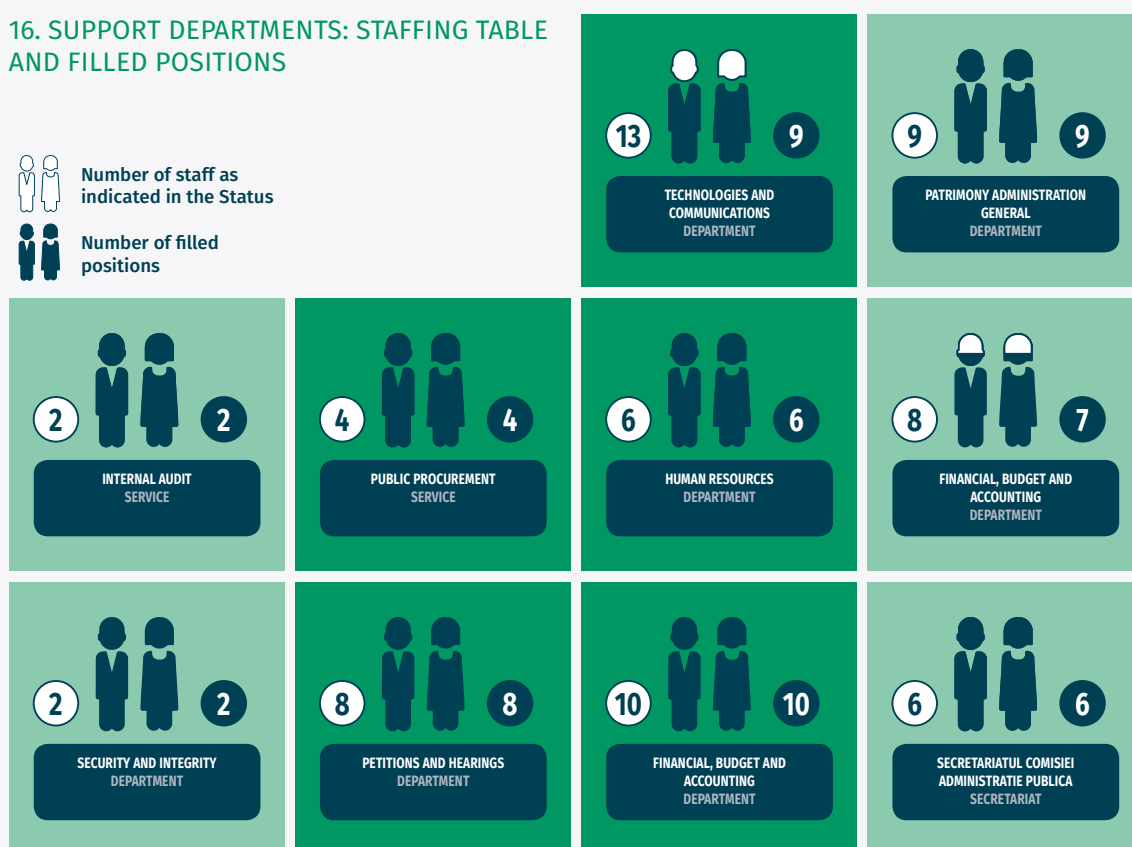 16. SUPPORT DEPARTMENTS: STAFFING TABLE
AND FILLED POSITIONS
Number of staff as
indicated in the Status
Number of filled
positions
13
9
TECHNOLOGIES AND
COMMUNICATIONS
DEPARTMENT
9
9
PATRIMONY ADMINISTRATION
GENERAL
DEPARTMENT
2
2
INTERNAL AUDIT
SERVICE
4
4
PUBLIC PROCUREMENT
SERVICE
6
6
HUMAN RESOURCES
DEPARTMENT
8
7
FINANCIAL, BUDGET AND
ACCOUNTING
DEPARTMENT
2
2
SECURITY AND INTEGRITY
DEPARTMENT
8
8
PETITIONS AND HEARINGS
DEPARTMENT
10
10
FINANCIAL, BUDGET AND
ACCOUNTING
DEPARTMENT
6
6
SECRETARIATUL COMISIEI
ADMINISTRATIE PUBLICA
SECRETARIAT